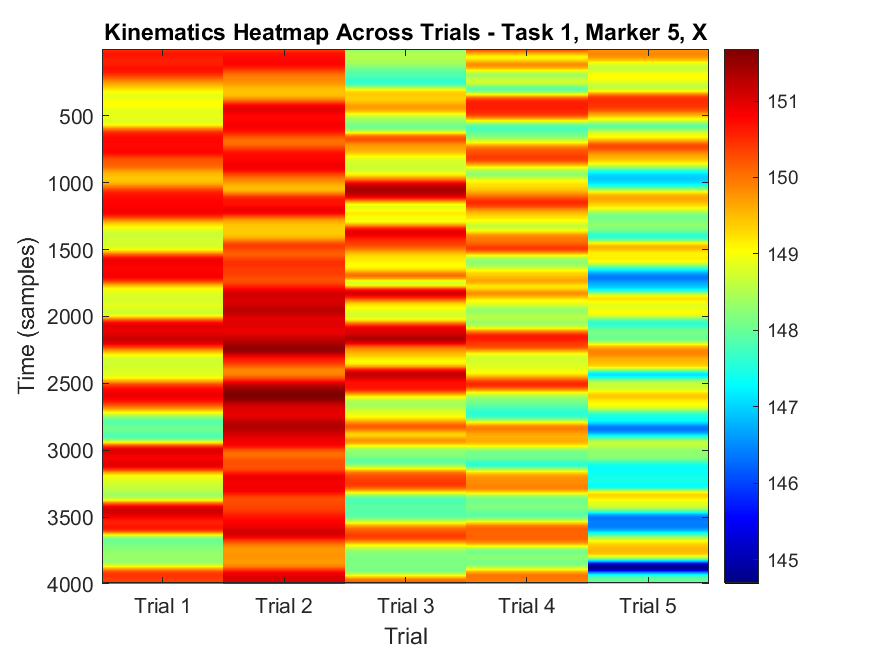 Kinematics Heatmap Across Trials - Task 1, Marker 5, X
Time (samples)
500
1000
1500
2000
2500
3000
3500
4000
Trial 1
Trial 2
Trial 3
Trial 4
Trial 5
Trial
151
150
149
148
147
146
145